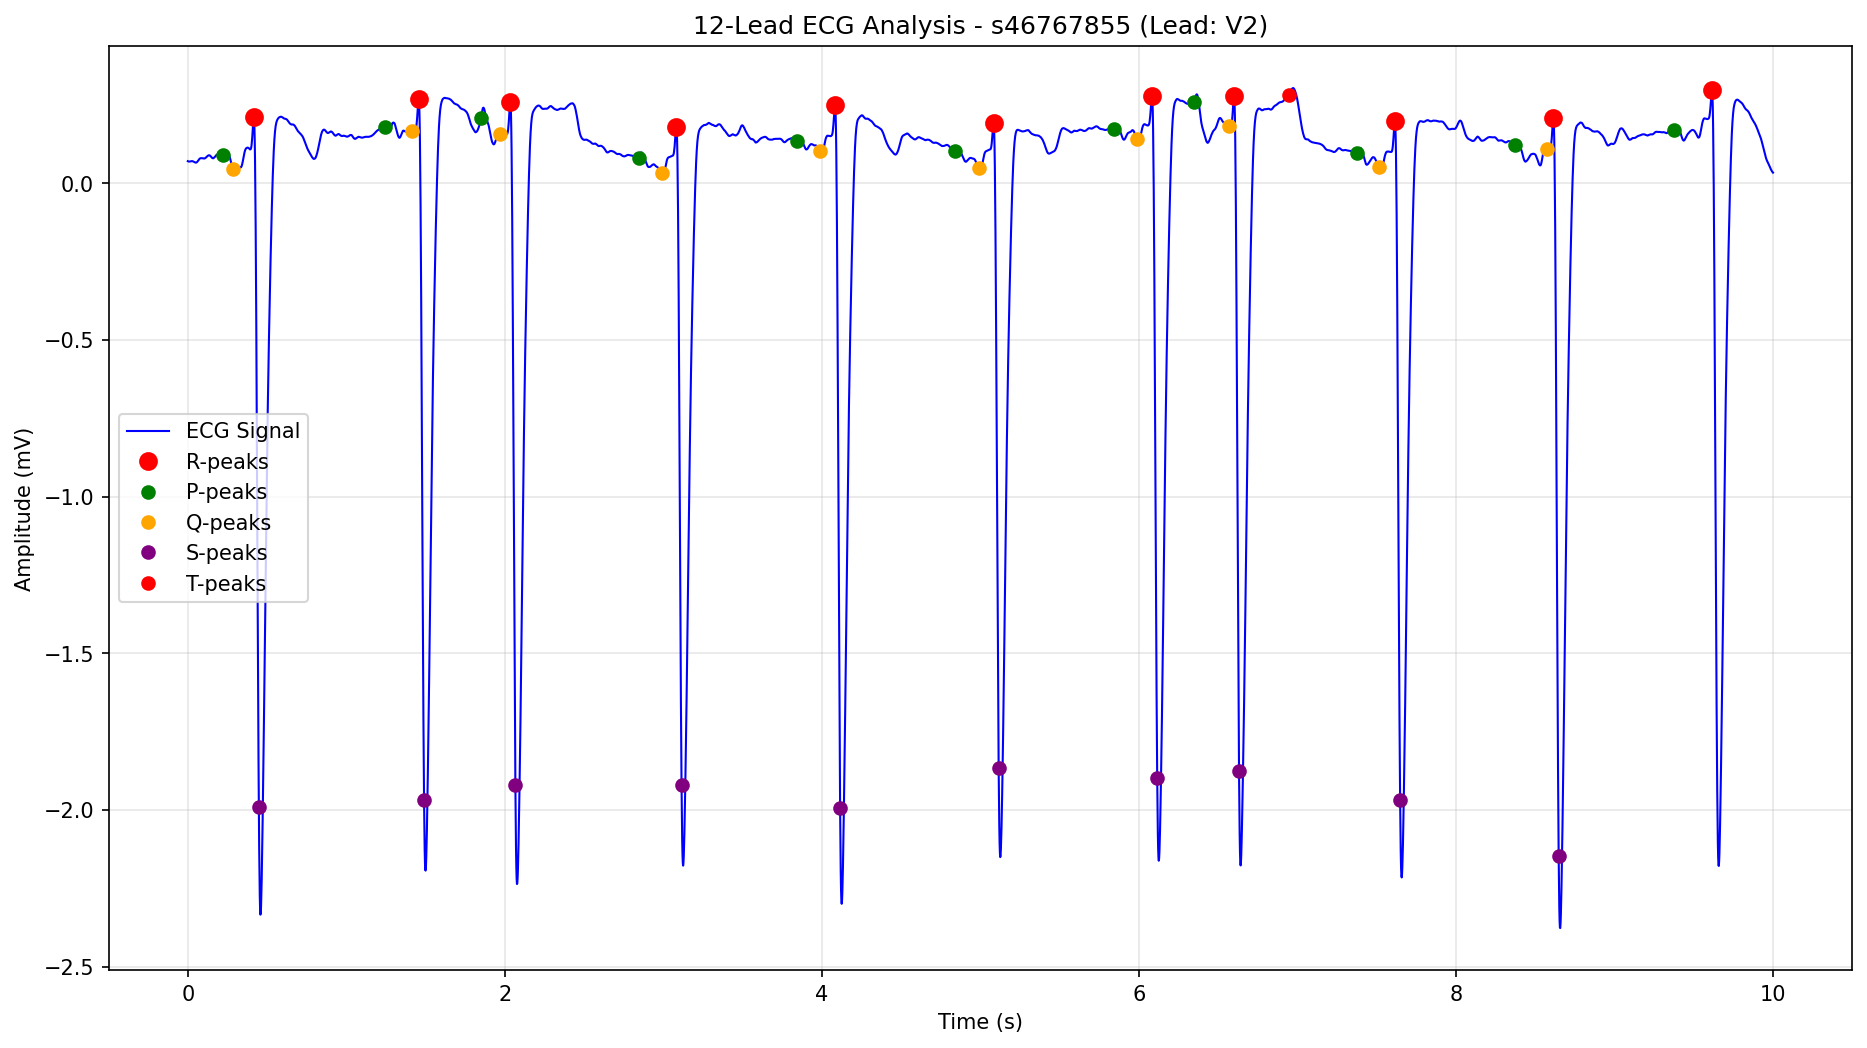 12-Lead ECG Analysis - s46767855 (Lead: V2)
Amplitude (mV)
0.0
−0.5
−1.0
−1.5
−2.0
−2.5
ECG Signal
R-peaks
P-peaks
Q-peaks
S-peaks
T-peaks
0 2 4 6 8 10
Time (s)